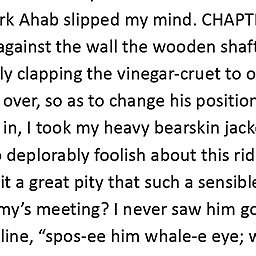 rk Ahab slipped my mind. CHAPT
against the wall the wooden shaft
ly clapping the vinegar-cruet to o
over, so as to change his position
in, I took my heavy bearskin jack
deplorably foolish about this rid
it a great pity that such a sensible
my’s meeting? I never saw him go
line, “spos-ee him whale-e eye; w